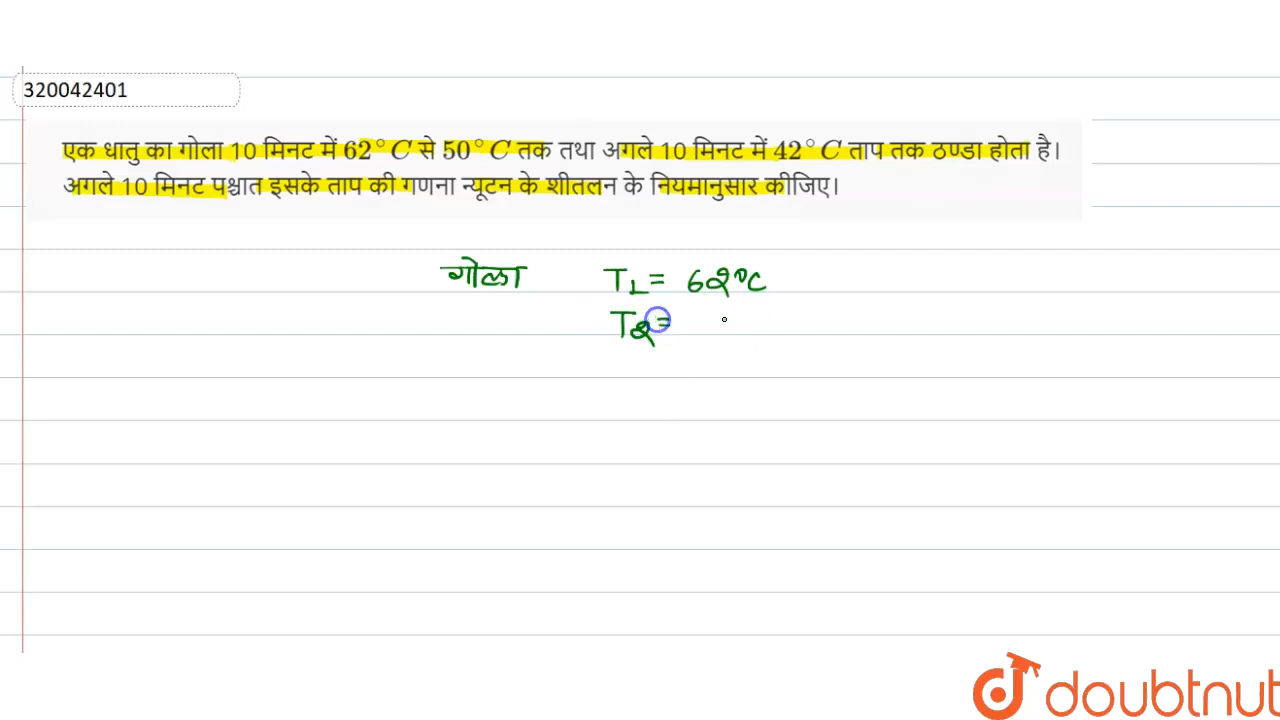 320042401
एक धातु का गोला 10 मिनट में 62°C से 50°C तक तथा अगले 10 मिनट में 42°C ताप तक ठण्डा होता है।
अगले 10 मिनट पश्चात इसके ताप की गणना न्यूटन के शीतलन के नियमानुसार कीजिए।
गोला T₁ = 62°C
T₂ =
doubtnut